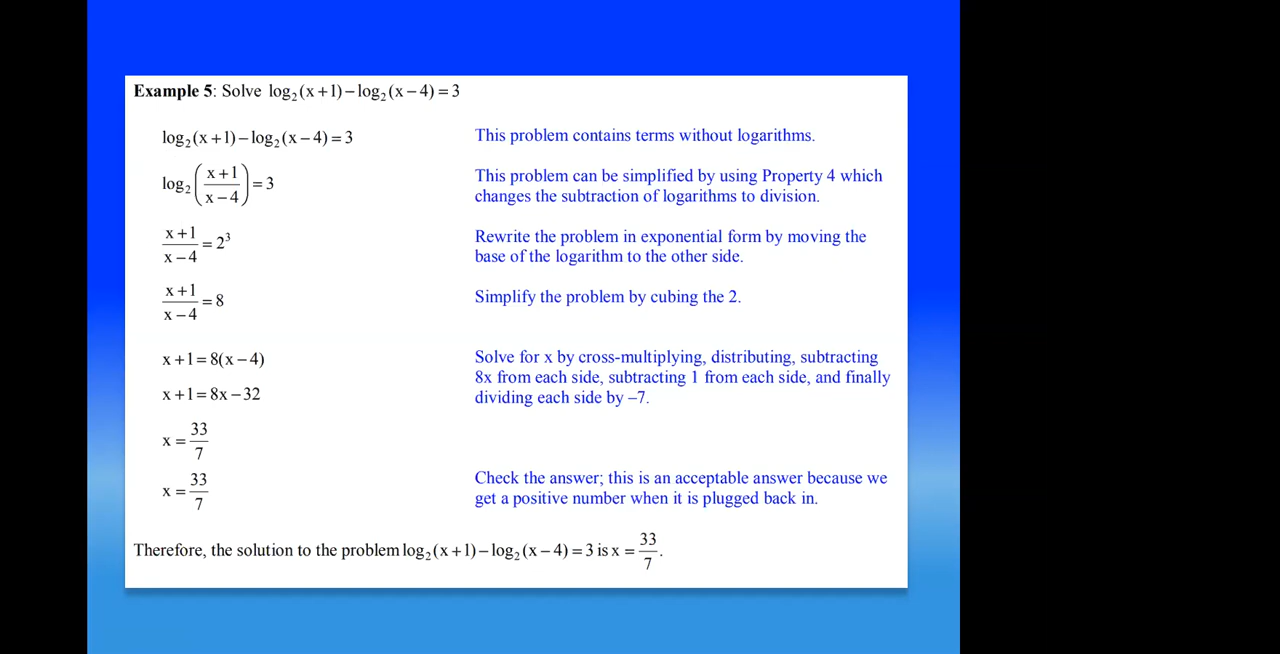 Example 5: Solve log₂(x+1)−log₂(x−4)=3
log₂(x+1)−log₂(x−4)=3 This problem contains terms without logarithms.
log₂((x+1)/(x−4))=3 This problem can be simplified by using Property 4 which
changes the subtraction of logarithms to division.
(x+1)/(x−4)=2³ Rewrite the problem in exponential form by moving the
base of the logarithm to the other side.
(x+1)/(x−4)=8 Simplify the problem by cubing the 2.
x+1=8(x−4) Solve for x by cross-multiplying, distributing, subtracting
8x from each side, subtracting 1 from each side, and finally
x+1=8x−32 dividing each side by −7.
x=33/7
x=33/7 Check the answer; this is an acceptable answer because we
get a positive number when it is plugged back in.
Therefore, the solution to the problem log₂(x+1)−log₂(x−4)=3 is x=33/7.